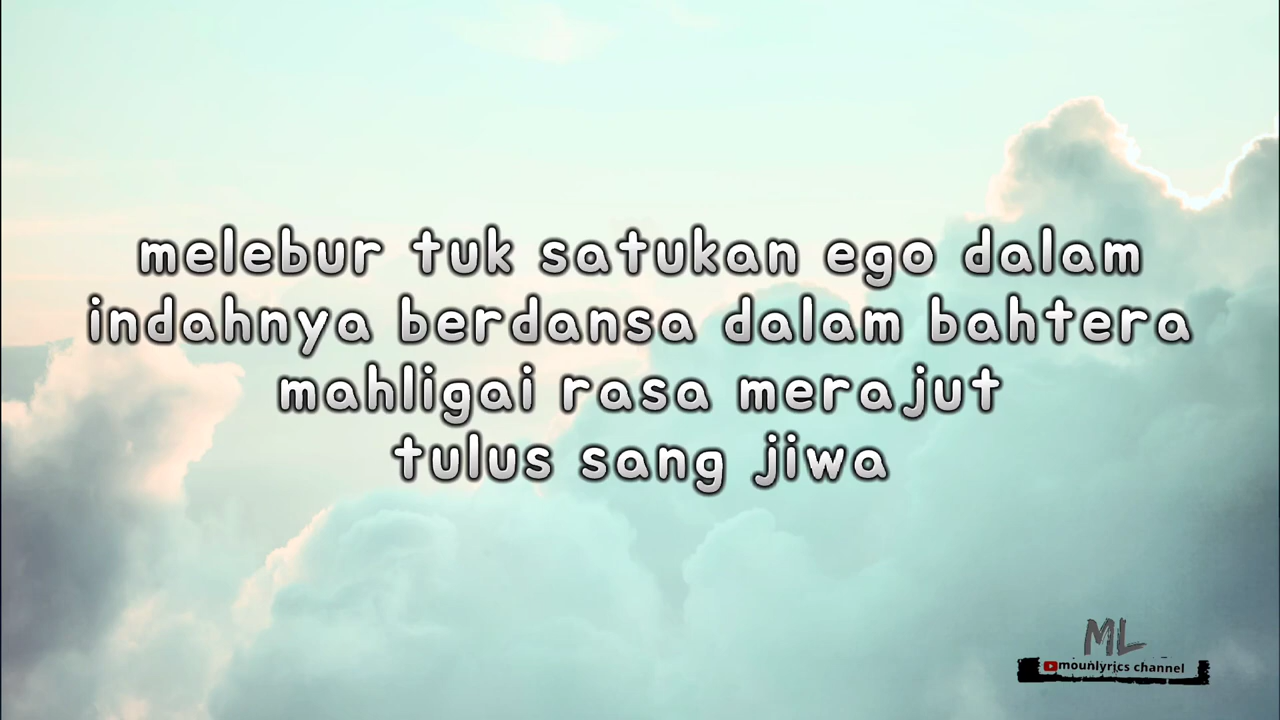 melebur tuk satukan ego dalam
indahnya berdansa dalam bahtera
mahligai rasa merajut
tulus sang jiwa
ML
mounlyrics channel